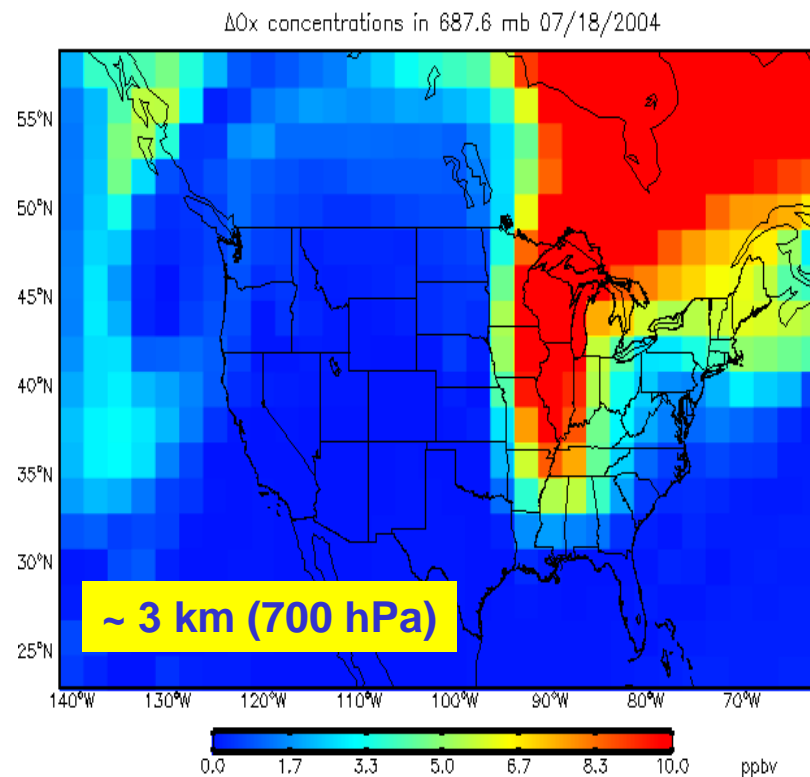 ΔOx concentrations in 687.6 mb 07/18/2004
55°N
50°N
45°N
40°N
35°N
30°N
25°N
~ 3 km (700 hPa)
140°W 130°W 120°W 110°W 100°W 90°W 80°W 70°W
0.0 1.7 3.3 5.0 6.7 8.3 10.0 ppbv